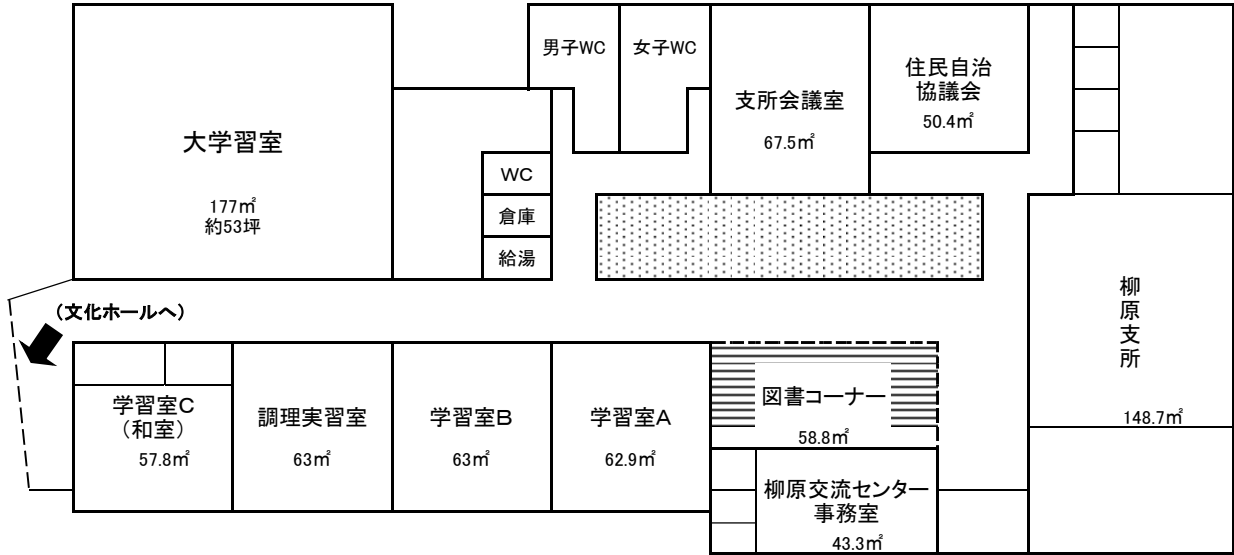 男子WC
女子WC
住民自治
協議会
50.4㎡
支所会議室
67.5㎡
大学習室
177㎡
約53坪
WC
倉庫
給湯
(文化ホールへ)
柳原支所
148.7㎡
学習室C
(和室)
57.8㎡
調理実習室
63㎡
学習室B
63㎡
学習室A
62.9㎡
図書コーナー
58.8㎡
柳原交流センター
事務室
43.3㎡